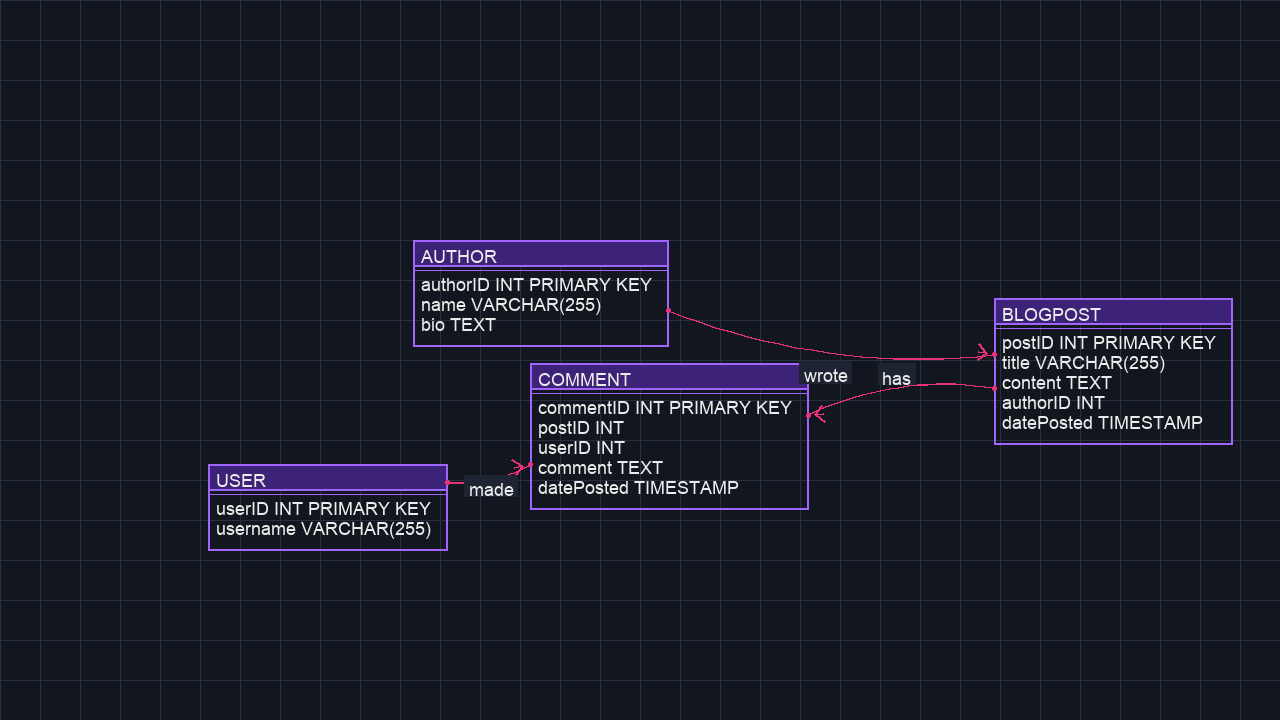 AUTHOR
authorID INT PRIMARY KEY
name VARCHAR(255)
bio TEXT
BLOGPOST
postID INT PRIMARY KEY
title VARCHAR(255)
content TEXT
authorID INT
datePosted TIMESTAMP
wrote
has
COMMENT
commentID INT PRIMARY KEY
postID INT
userID INT
comment TEXT
datePosted TIMESTAMP
made
USER
userID INT PRIMARY KEY
username VARCHAR(255)